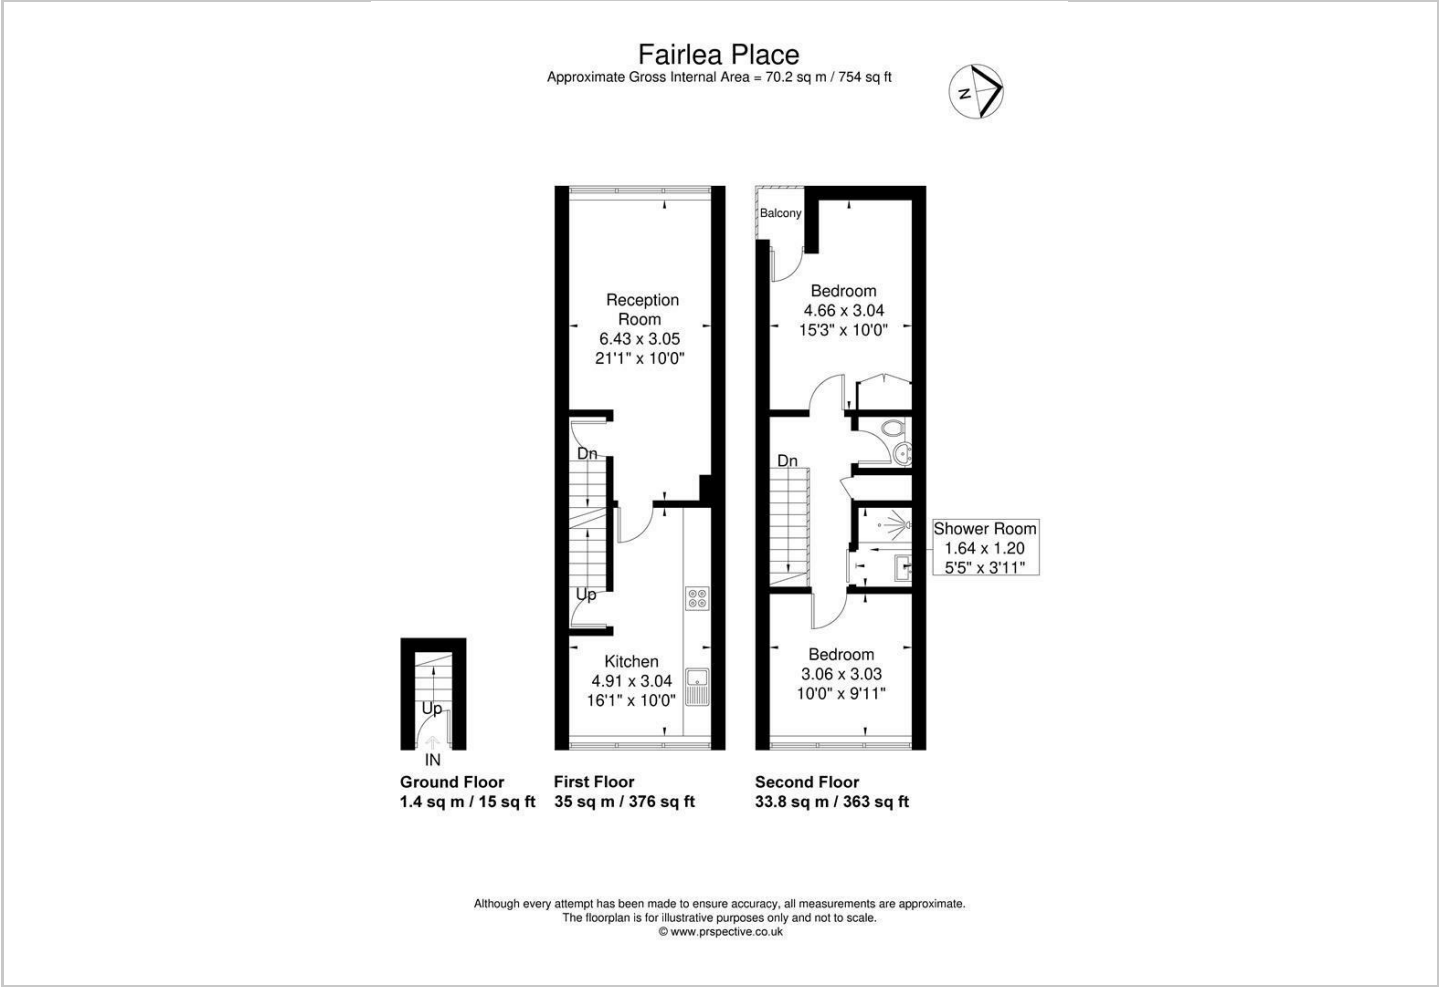 Fairlea Place
Approximate Gross Internal Area = 70.2 sq m / 754 sq ft
N
Reception
Room
6.43 x 3.05
21'1" x 10'0"
Dn
Up
Kitchen
4.91 x 3.04
16'1" x 10'0"
Balcony
Bedroom
4.66 x 3.04
15'3" x 10'0"
Dn
Shower Room
1.64 x 1.20
5'5" x 3'11"
Bedroom
3.06 x 3.03
10'0" x 9'11"
Up
IN
Ground Floor
1.4 sq m / 15 sq ft
First Floor
35 sq m / 376 sq ft
Second Floor
33.8 sq m / 363 sq ft
Although every attempt has been made to ensure accuracy, all measurements are approximate.
The floorplan is for illustrative purposes only and not to scale.
© www.prspective.co.uk